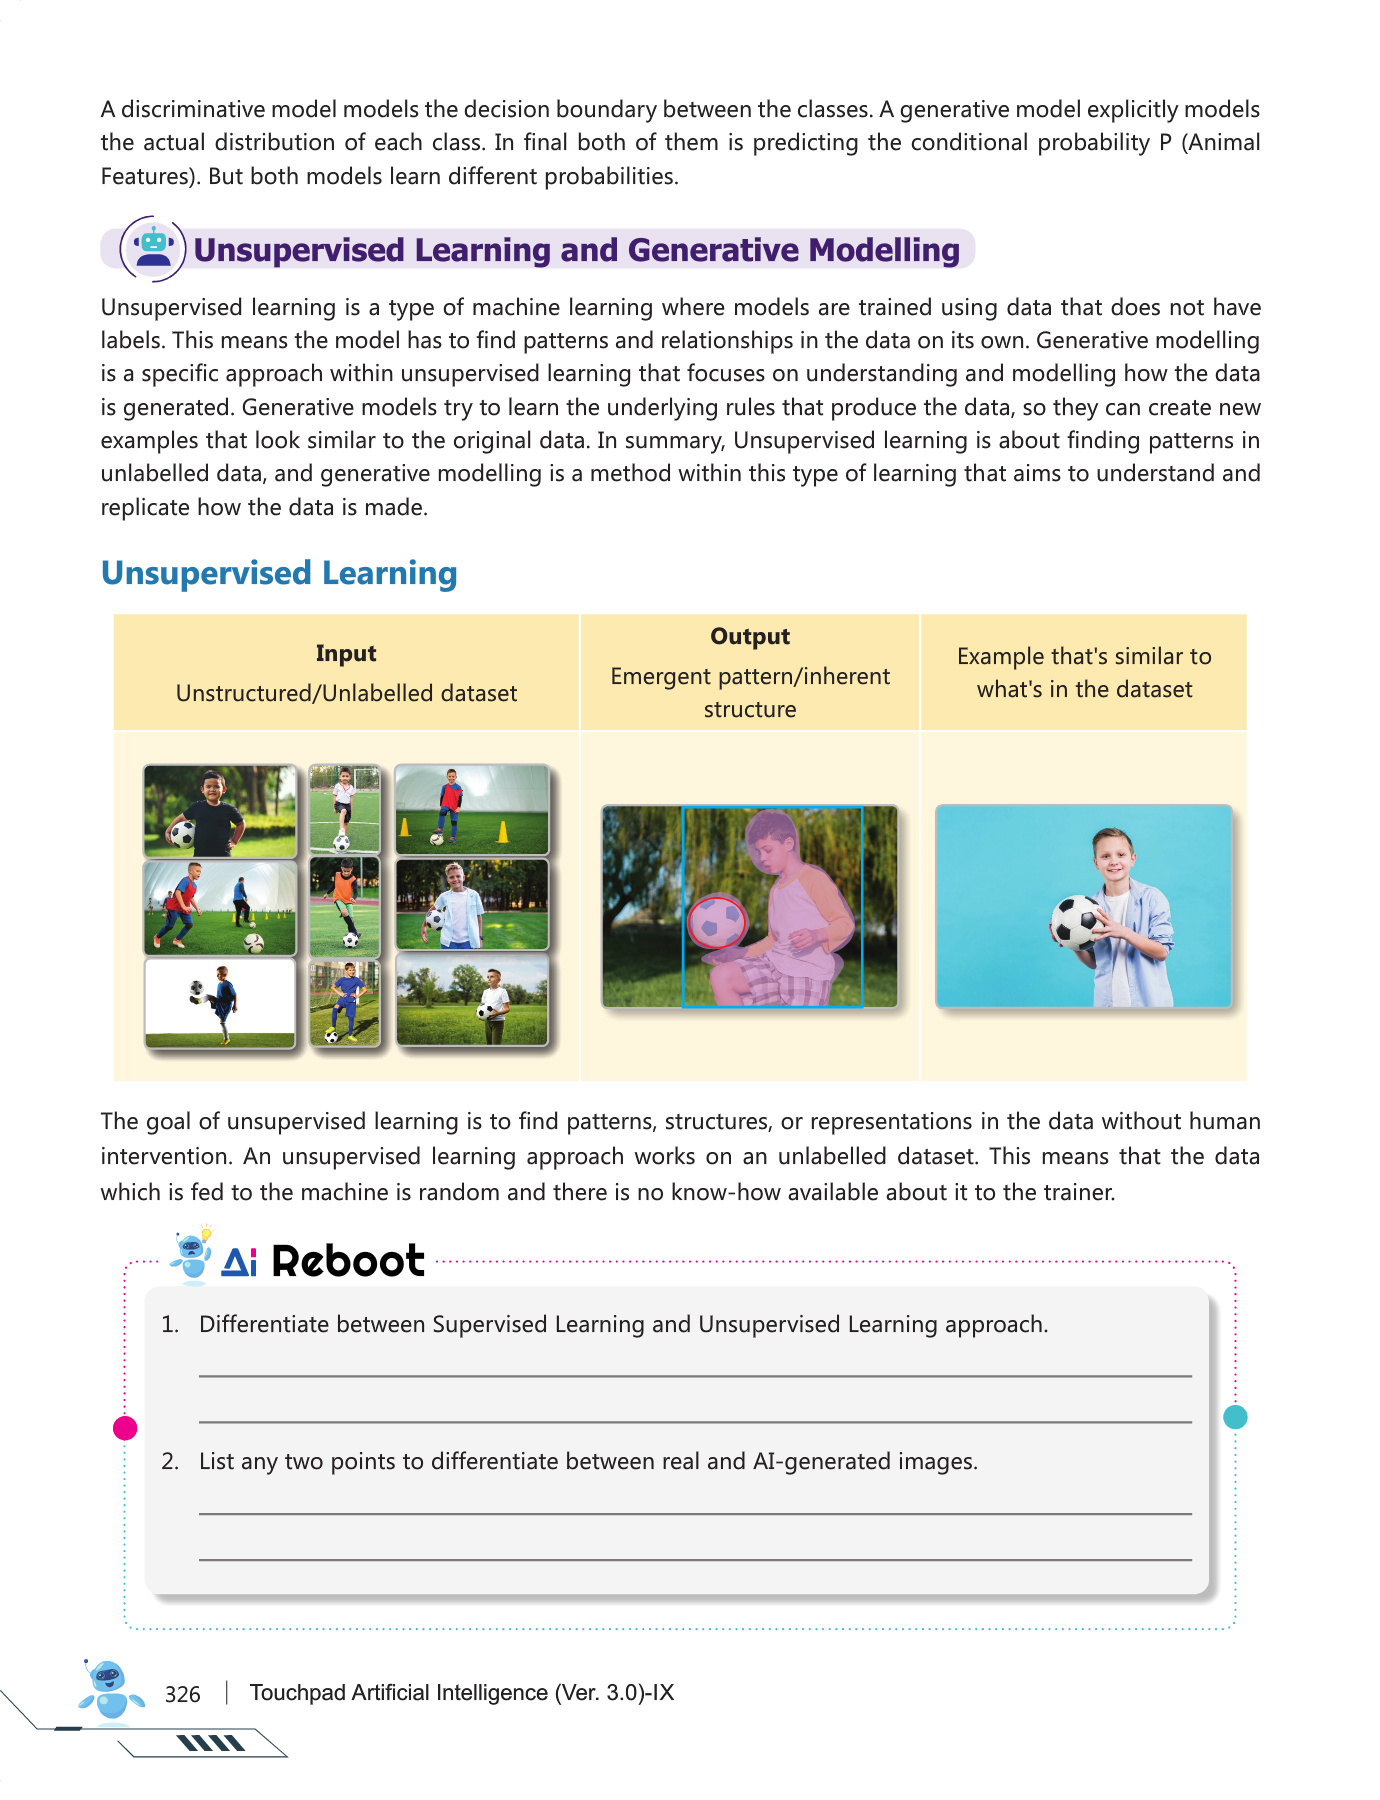 A discriminative model models the decision boundary between the classes. A generative model explicitly models
the actual distribution of each class. In final both of them is predicting the conditional probability P (Animal
Features). But both models learn different probabilities.
Unsupervised Learning and Generative Modelling
Unsupervised learning is a type of machine learning where models are trained using data that does not have
labels. This means the model has to find patterns and relationships in the data on its own. Generative modelling
is a specific approach within unsupervised learning that focuses on understanding and modelling how the data
is generated. Generative models try to learn the underlying rules that produce the data, so they can create new
examples that look similar to the original data. In summary, Unsupervised learning is about finding patterns in
unlabelled data, and generative modelling is a method within this type of learning that aims to understand and
replicate how the data is made.
Unsupervised Learning
Input
Unstructured/Unlabelled dataset
Output
Emergent pattern/inherent
structure
Example that's similar to
what's in the dataset
The goal of unsupervised learning is to find patterns, structures, or representations in the data without human
intervention. An unsupervised learning approach works on an unlabelled dataset. This means that the data
which is fed to the machine is random and there is no know-how available about it to the trainer.
Ai Reboot
1. Differentiate between Supervised Learning and Unsupervised Learning approach.
2. List any two points to differentiate between real and AI-generated images.
326 | Touchpad Artificial Intelligence (Ver. 3.0)-IX